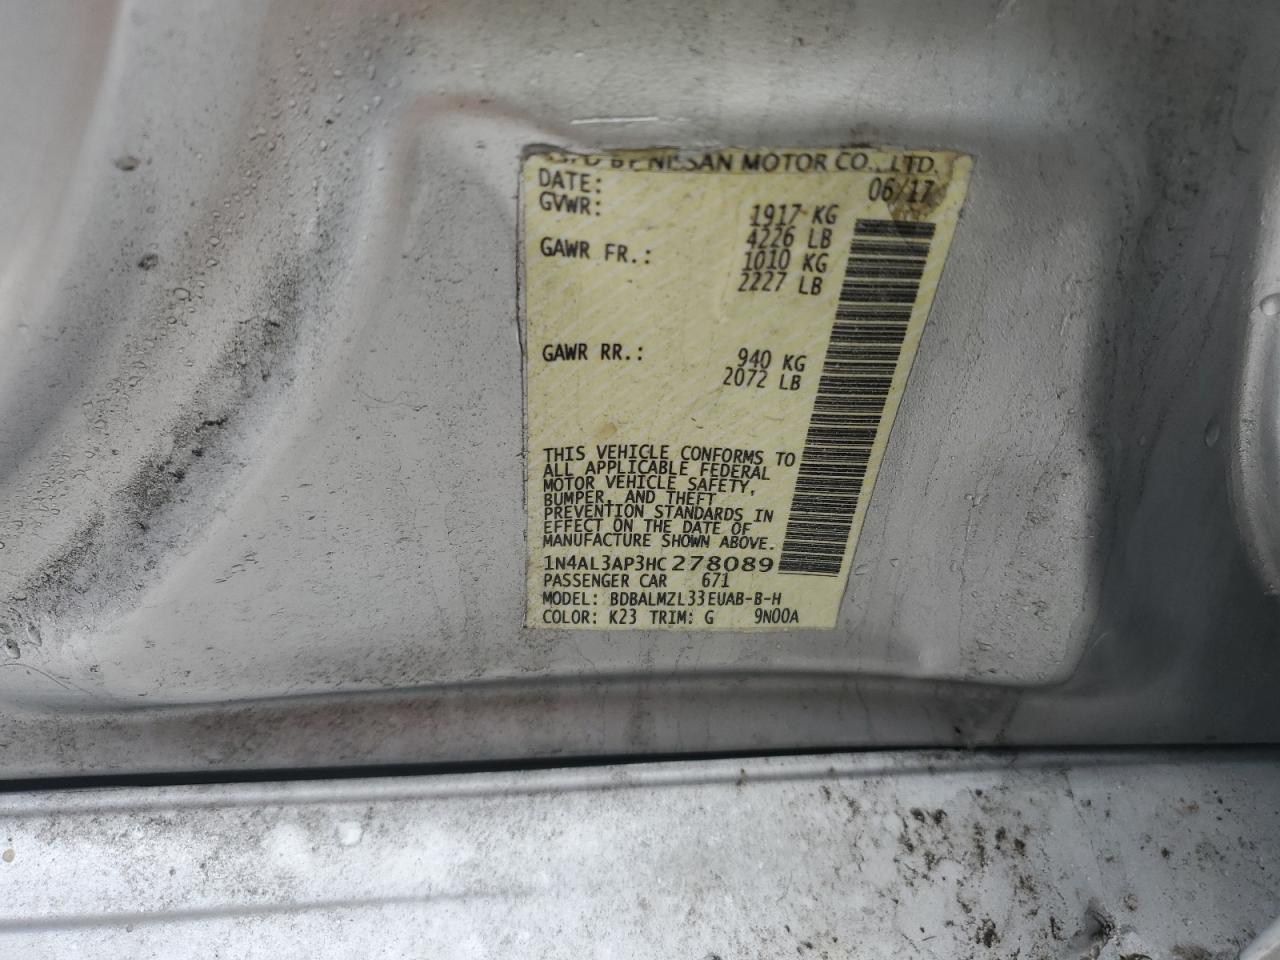 MFD BY NISSAN MOTOR CO., LTD.
DATE: 06/17
GVWR: 1917 KG
4226 LB
GAWR FR.: 1010 KG
2227 LB
GAWR RR.: 940 KG
2072 LB
THIS VEHICLE CONFORMS TO
ALL APPLICABLE FEDERAL
MOTOR VEHICLE SAFETY,
BUMPER, AND THEFT
PREVENTION STANDARDS IN
EFFECT ON THE DATE OF
MANUFACTURE SHOWN ABOVE.
1N4AL3AP3HC278089
PASSENGER CAR 671
MODEL: BDBALMZL33EUAB-B-H
COLOR: K23 TRIM: G 9N00A